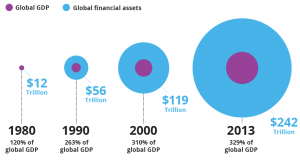 Global GDP
Global financial assets
$12
Trillion
$56
Trillion
$119
Trillion
$242
Trillion
1980
120% of
global GDP
1990
263% of
global GDP
2000
310% of
global GDP
2013
329% of
global GDP